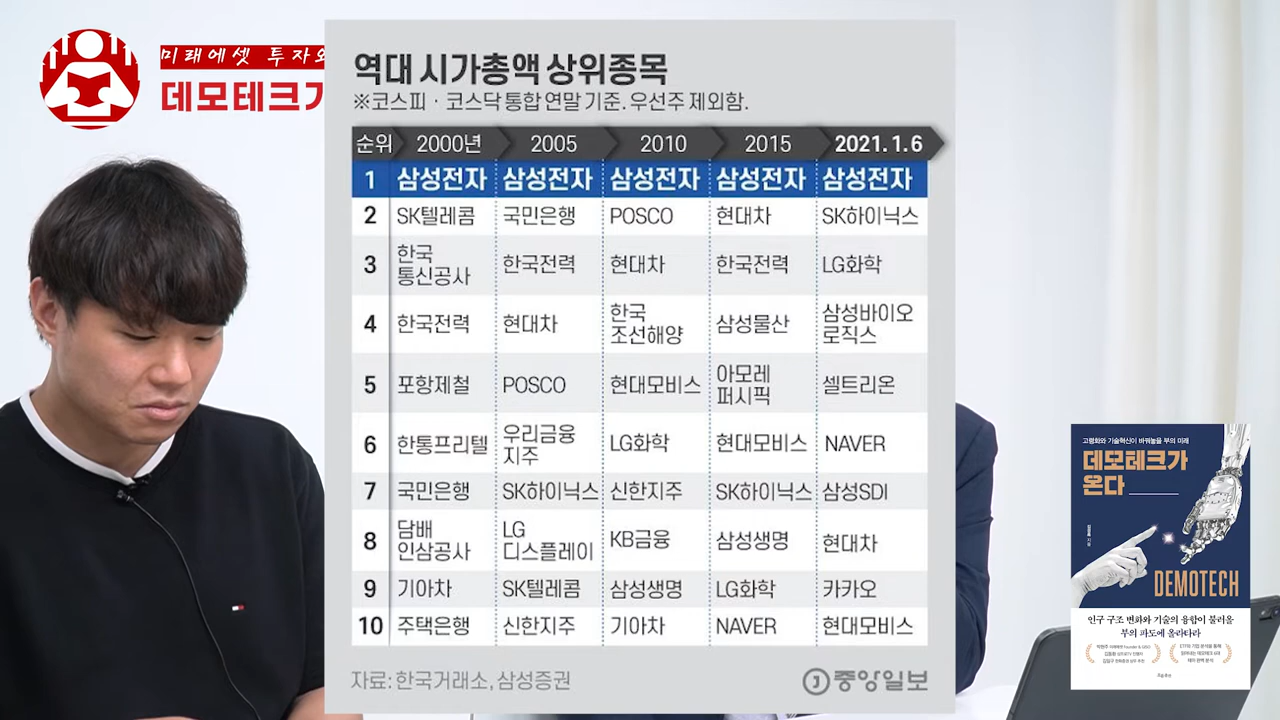 미래에셋 투자와
데모테크가
역대 시가총액 상위종목
※코스피·코스닥 통합 연말 기준. 우선주 제외함.
순위 2000년 2005 2010 2015 2021. 1. 6
1 삼성전자 삼성전자 삼성전자 삼성전자 삼성전자
2 SK텔레콤 국민은행 POSCO 현대차 SK하이닉스
3 한국통신공사 한국전력 현대차 한국전력 LG화학
4 한국전력 현대차 한국조선해양 삼성물산 삼성바이오로직스
5 포항제철 POSCO 현대모비스 아모레퍼시픽 셀트리온
6 한통프리텔 우리금융지주 LG화학 현대모비스 NAVER
7 국민은행 SK하이닉스 신한지주 SK하이닉스 삼성SDI
8 담배인삼공사 LG디스플레이 KB금융 삼성생명 현대차
9 기아차 SK텔레콤 삼성생명 LG화학 카카오
10 주택은행 신한지주 기아차 NAVER 현대모비스
자료: 한국거래소, 삼성증권
중앙일보
고령화와 기술혁신이 바꿔놓을 부의 미래
데모테크가
온다
DEMOTECH
인구 구조 변화와 기술의 융합이 불러올
부의 파도에 올라타라